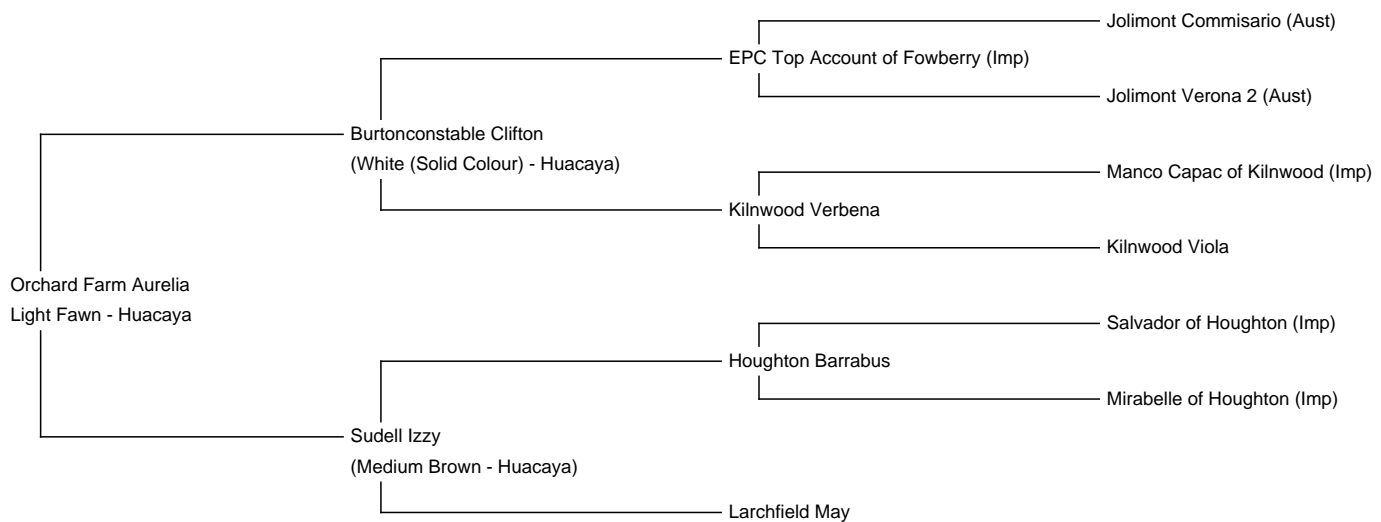 Jolimont Commisario (Aust)
EPC Top Account of Fowberry (Imp)
Jolimont Verona 2 (Aust)
Burtonconstable Clifton
(White (Solid Colour) - Huacaya)
Manco Capac of Kilnwood (Imp)
Kilnwood Verbena
Kilnwood Viola
Orchard Farm Aurelia
Light Fawn - Huacaya
Salvador of Houghton (Imp)
Houghton Barrabus
Mirabelle of Houghton (Imp)
Sudell Izzy
(Medium Brown - Huacaya)
Larchfield May